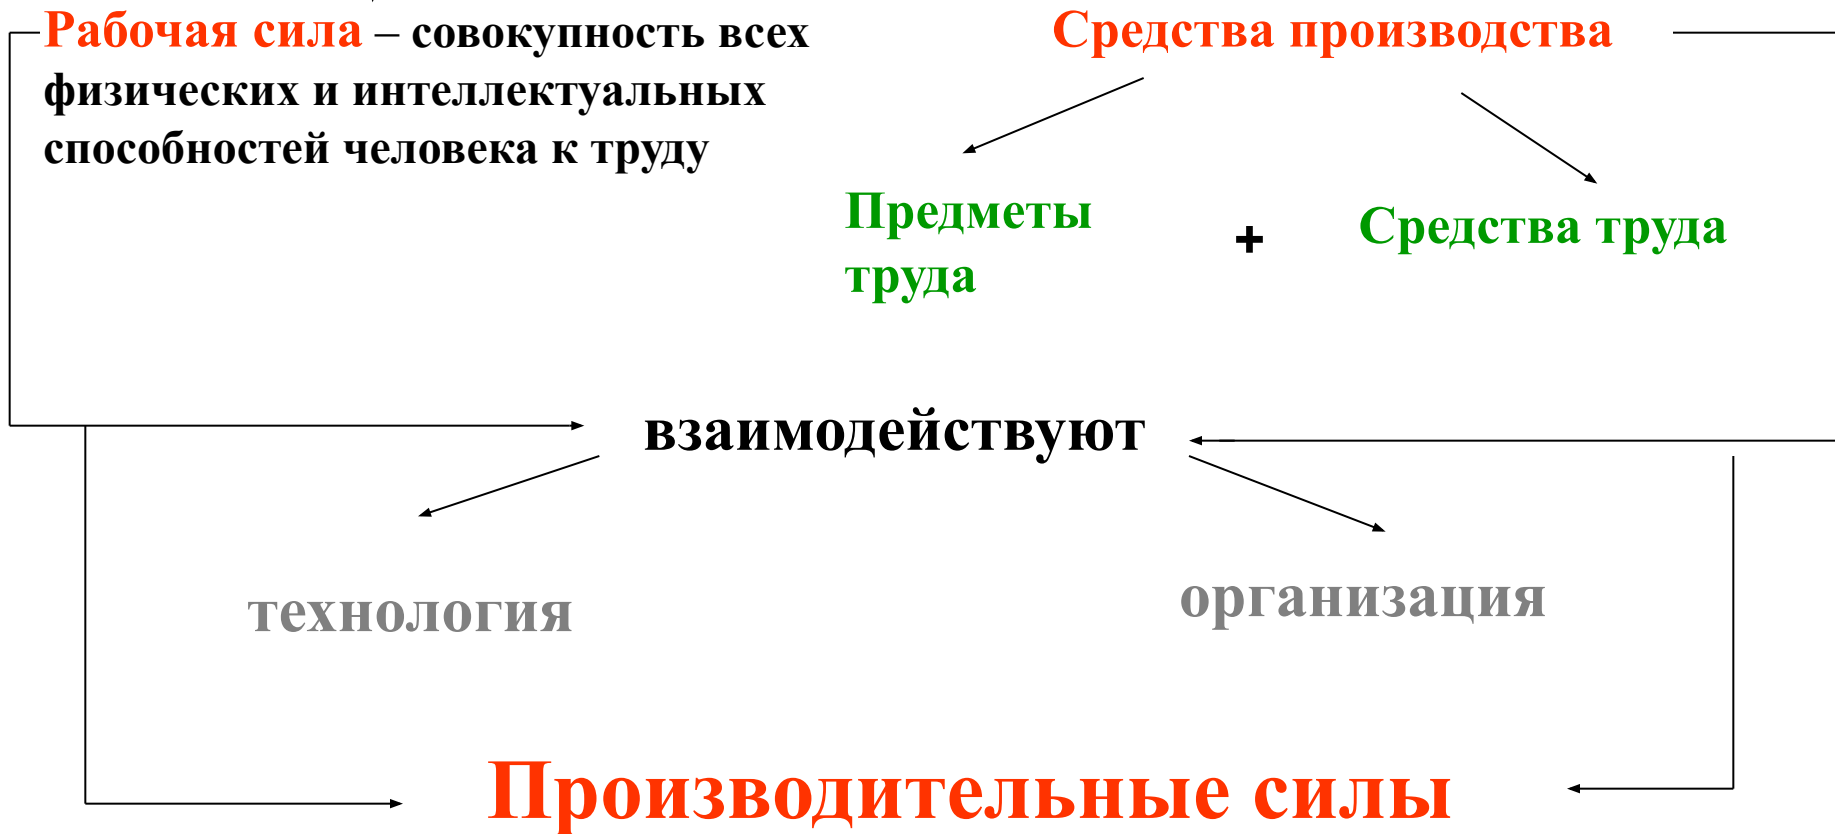 Рабочая сила – совокупность всех
физических и интеллектуальных
способностей человека к труду
Средства производства
Предметы
труда
+
Средства труда
взаимодействуют
технология
организация
Производительные силы